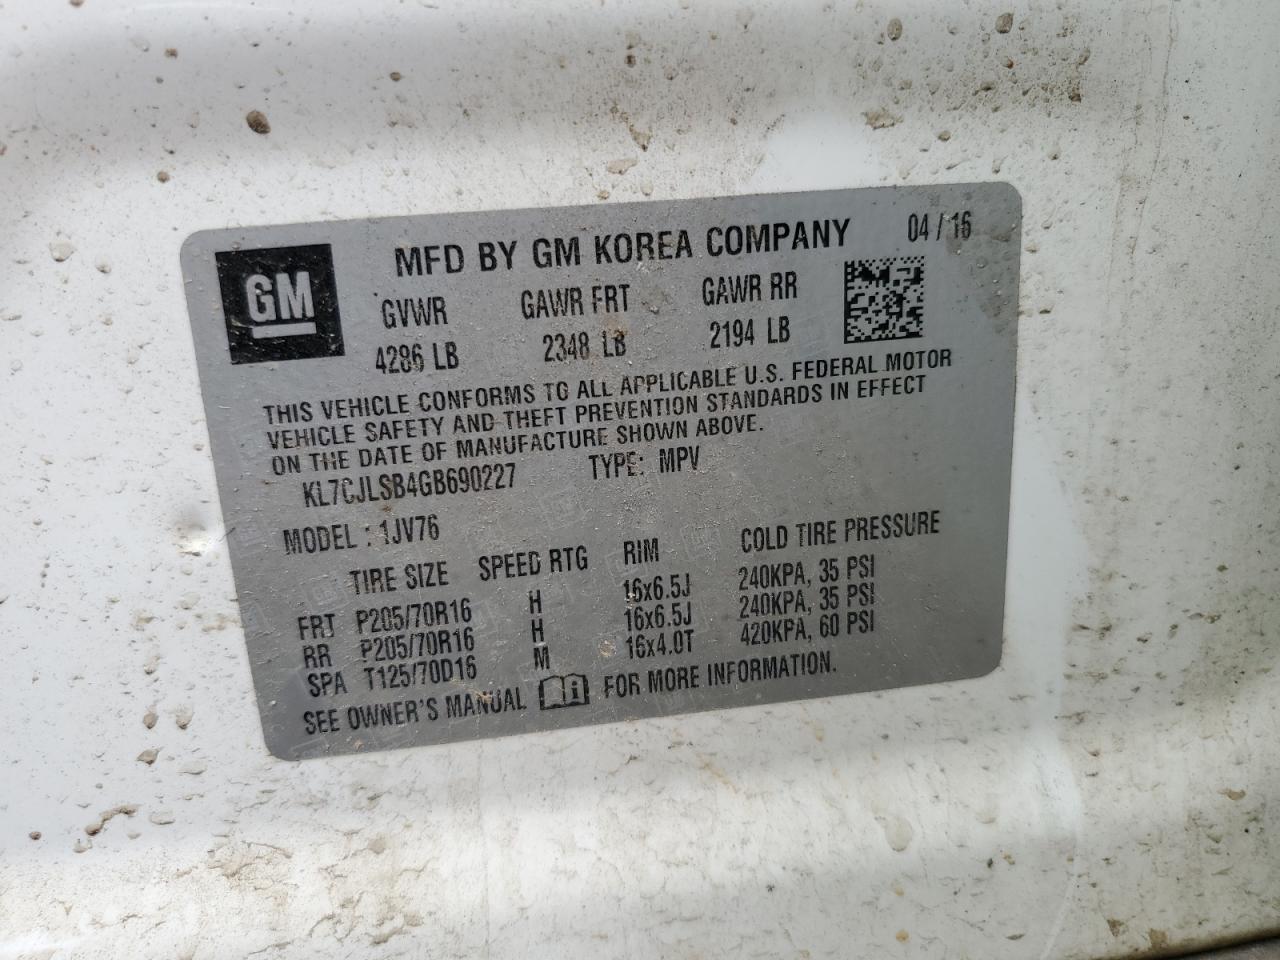 MFD BY GM KOREA COMPANY 04 / 16
GM
GVWR GAWR FRT GAWR RR
4286 LB 2348 LB 2194 LB
THIS VEHICLE CONFORMS TO ALL APPLICABLE U.S. FEDERAL MOTOR
VEHICLE SAFETY AND THEFT PREVENTION STANDARDS IN EFFECT
ON THE DATE OF MANUFACTURE SHOWN ABOVE.
KL7CJLSB4GB690227 TYPE: MPV
MODEL : 1JV76
TIRE SIZE SPEED RTG RIM COLD TIRE PRESSURE
FRT P205/70R16 H 16x6.5J 240KPA, 35 PSI
RR P205/70R16 H 16x6.5J 240KPA, 35 PSI
SPA T125/70D16 M 16x4.0T 420KPA, 60 PSI
SEE OWNER'S MANUAL FOR MORE INFORMATION.